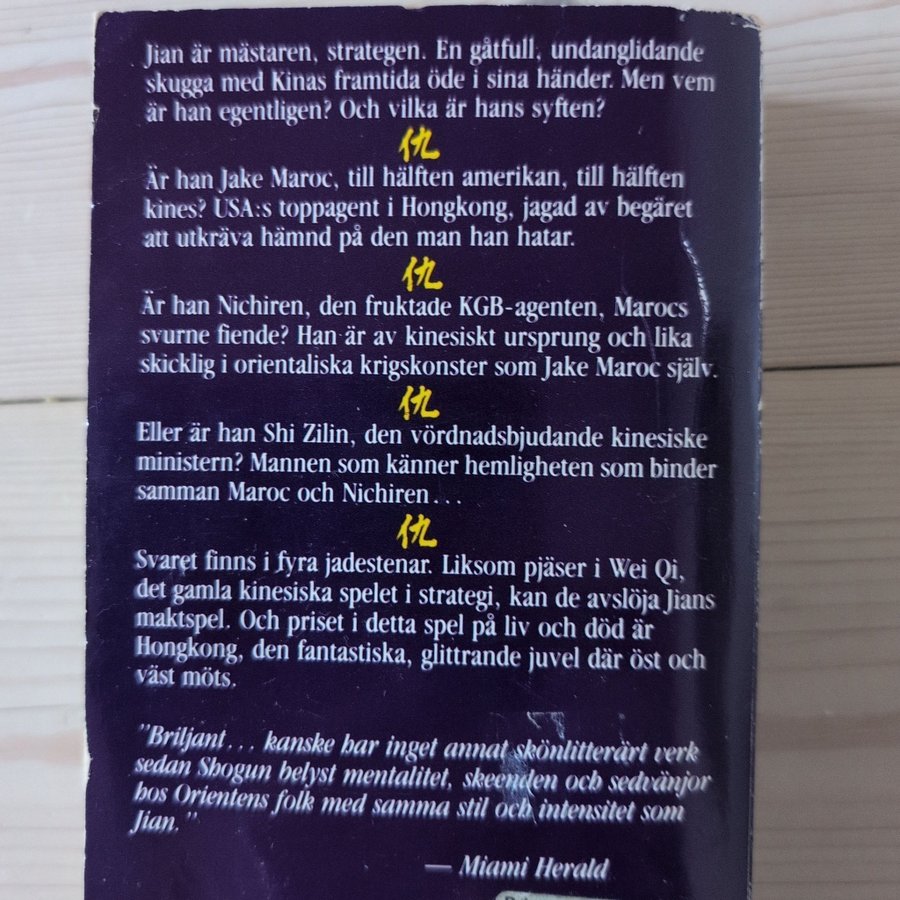 Jian är mästaren, strategen. En gåtfull, undanglidande
skugga med Kinas framtida öde i sina händer. Men vem
är han egentligen? Och vilka är hans syften?
仇
Är han Jake Maroc, till hälften amerikan, till hälften
kines? USA:s toppagent i Hongkong, jagad av begäret
att utkräva hämnd på den man han hatar.
仇
Är han Nichiren, den fruktade KGB-agenten, Marocs
svurne fiende? Han är av kinesiskt ursprung och lika
skicklig i orientaliska krigskonster som Jake Maroc själv.
仇
Eller är han Shi Zilin, den vördnadsbjudande kinesiske
ministern? Mannen som känner hemligheten som binder
samman Maroc och Nichiren...
仇
Svaret finns i fyra jadestenar. Liksom pjäser i Wei Qi,
det gamla kinesiska spelet i strategi, kan de avslöja Jians
maktspel. Och priset i detta spel på liv och död är
Hongkong, den fantastiska, glittrande juvel där öst och
väst möts.
"Briljant... kanske har inget annat skönlitterärt verk
sedan Shogun belyst mentalitet, skeenden och sedvänjor
hos Orientens folk med samma stil och intensitet som
Jian."
— Miami Herald